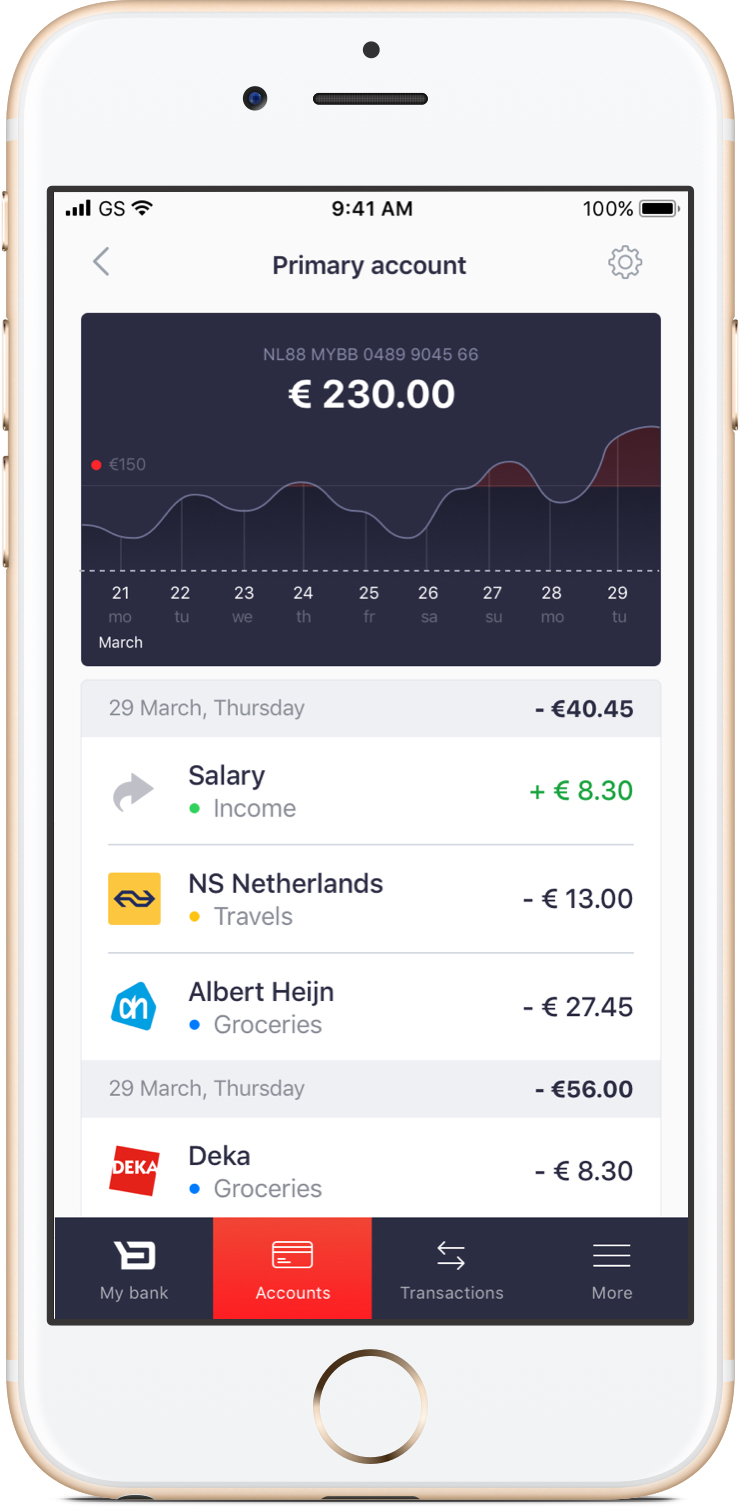 GS 9:41 AM 100%
Primary account
NL88 MYBB 0489 9045 66
€ 230.00
€150
21 22 23 24 25 26 27 28 29
mo tu we th fr sa su mo tu
March
29 March, Thursday - €40.45
Salary
Income
+ € 8.30
NS Netherlands
Travels
- € 13.00
Albert Heijn
Groceries
- € 27.45
29 March, Thursday - €56.00
DEKA
Deka
Groceries
- € 8.30
My bank Accounts Transactions More